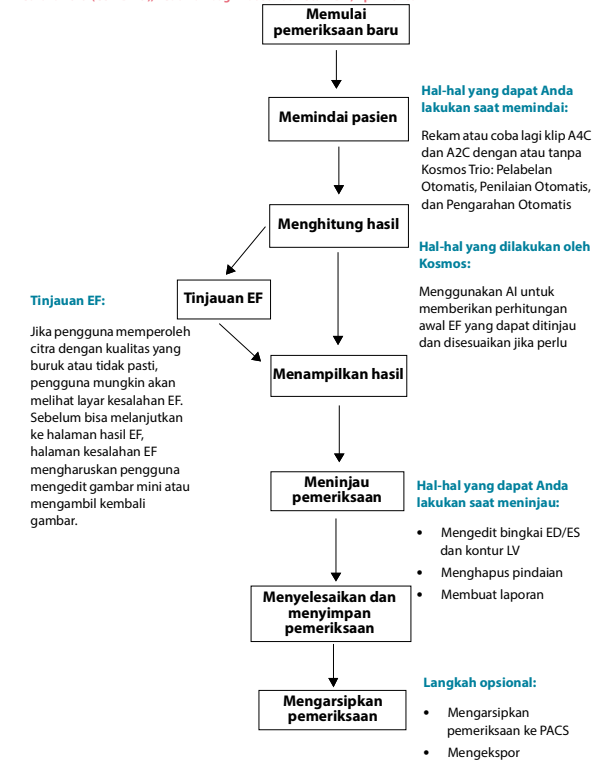 Memulai
pemeriksaan baru
Memindai pasien
Hal-hal yang dapat Anda
lakukan saat memindai:
Rekam atau coba lagi klip A4C
dan A2C dengan atau tanpa
Kosmos Trio: Pelabelan
Otomatis, Penilaian Otomatis,
dan Pengarahan Otomatis
Menghitung hasil
Hal-hal yang dilakukan oleh
Kosmos:
Menggunakan AI untuk
memberikan perhitungan
awal EF yang dapat ditinjau
dan disesuaikan jika perlu
Tinjauan EF
Tinjauan EF:
Jika pengguna memperoleh
citra dengan kualitas yang
buruk atau tidak pasti,
pengguna mungkin akan
melihat layar kesalahan EF.
Sebelum bisa melanjutkan
ke halaman hasil EF,
halaman kesalahan EF
mengharuskan pengguna
mengedit gambar mini atau
mengambil kembali
gambar.
Menampilkan hasil
Meninjau
pemeriksaan
Hal-hal yang dapat Anda
lakukan saat meninjau:
• Mengedit bingkai ED/ES
dan kontur LV
• Menghapus pindaian
• Membuat laporan
Menyelesaikan dan
menyimpan
pemeriksaan
Mengarsipkan
pemeriksaan
Langkah opsional:
• Mengarsipkan
pemeriksaan ke PACS
• Mengekspor